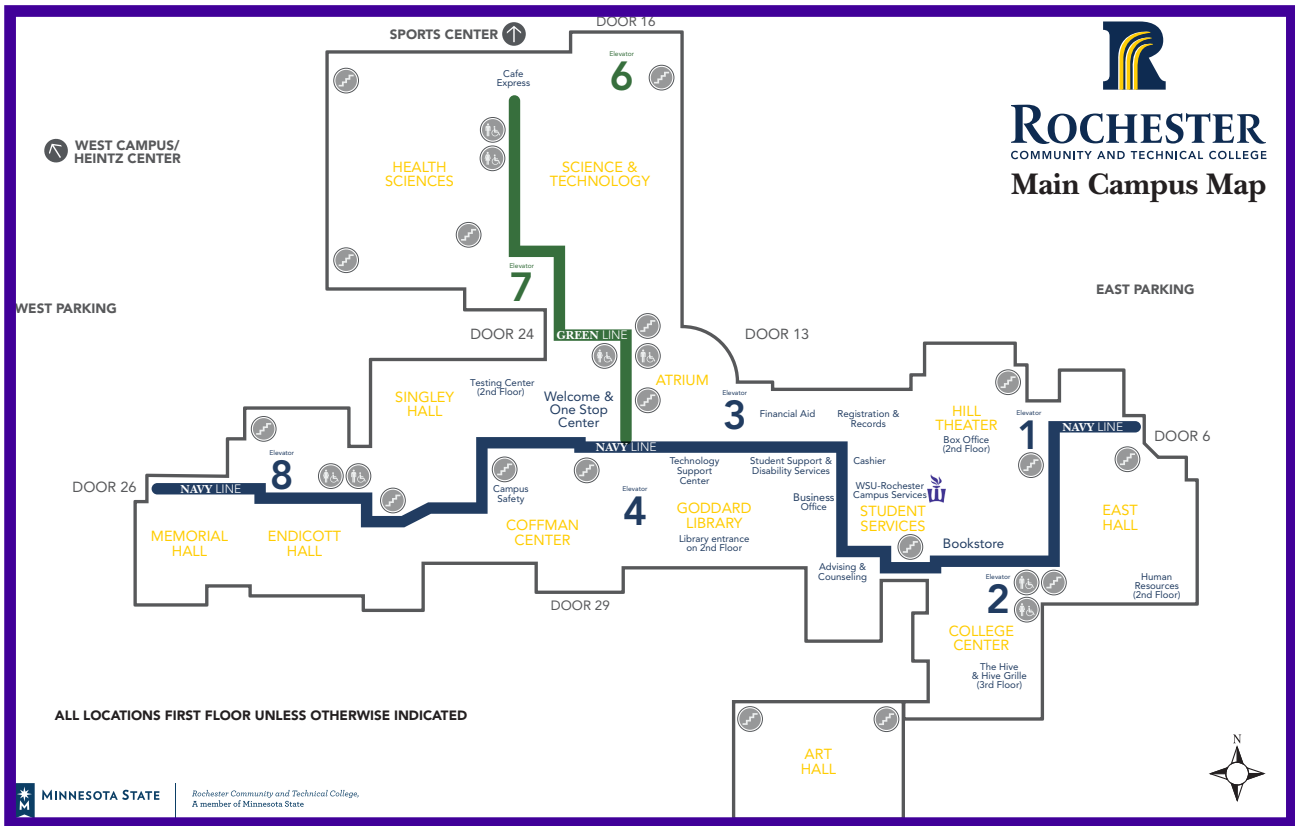 DOOR 16
SPORTS CENTER
Elevator
6
Cafe
Express
ROCHESTER
COMMUNITY AND TECHNICAL COLLEGE
Main Campus Map
WEST CAMPUS/
HEINTZ CENTER
HEALTH
SCIENCES
SCIENCE &
TECHNOLOGY
Elevator
7
EAST PARKING
WEST PARKING
DOOR 24
GREEN LINE
DOOR 13
ATRIUM
SINGLEY
HALL
Testing Center
(2nd Floor)
Welcome &
One Stop
Center
Elevator
3
Financial Aid
Registration &
Records
HILL
THEATER
Box Office
(2nd Floor)
Elevator
1
NAVY LINE
DOOR 6
NAVY LINE
Elevator
8
DOOR 26
NAVY LINE
Campus
Safety
Technology
Support
Center
Student Support &
Disability Services
Cashier
WSU-Rochester
Campus Services
W
Business
Office
Elevator
4
GODDARD
LIBRARY
Library entrance
on 2nd Floor
STUDENT
SERVICES
EAST
HALL
MEMORIAL
HALL
ENDICOTT
HALL
COFFMAN
CENTER
Bookstore
Advising &
Counseling
Elevator
2
Human
Resources
(2nd Floor)
DOOR 29
COLLEGE
CENTER
The Hive
& Hive Grille
(3rd Floor)
ALL LOCATIONS FIRST FLOOR UNLESS OTHERWISE INDICATED
ART
HALL
N
M
MINNESOTA STATE
Rochester Community and Technical College,
A member of Minnesota State